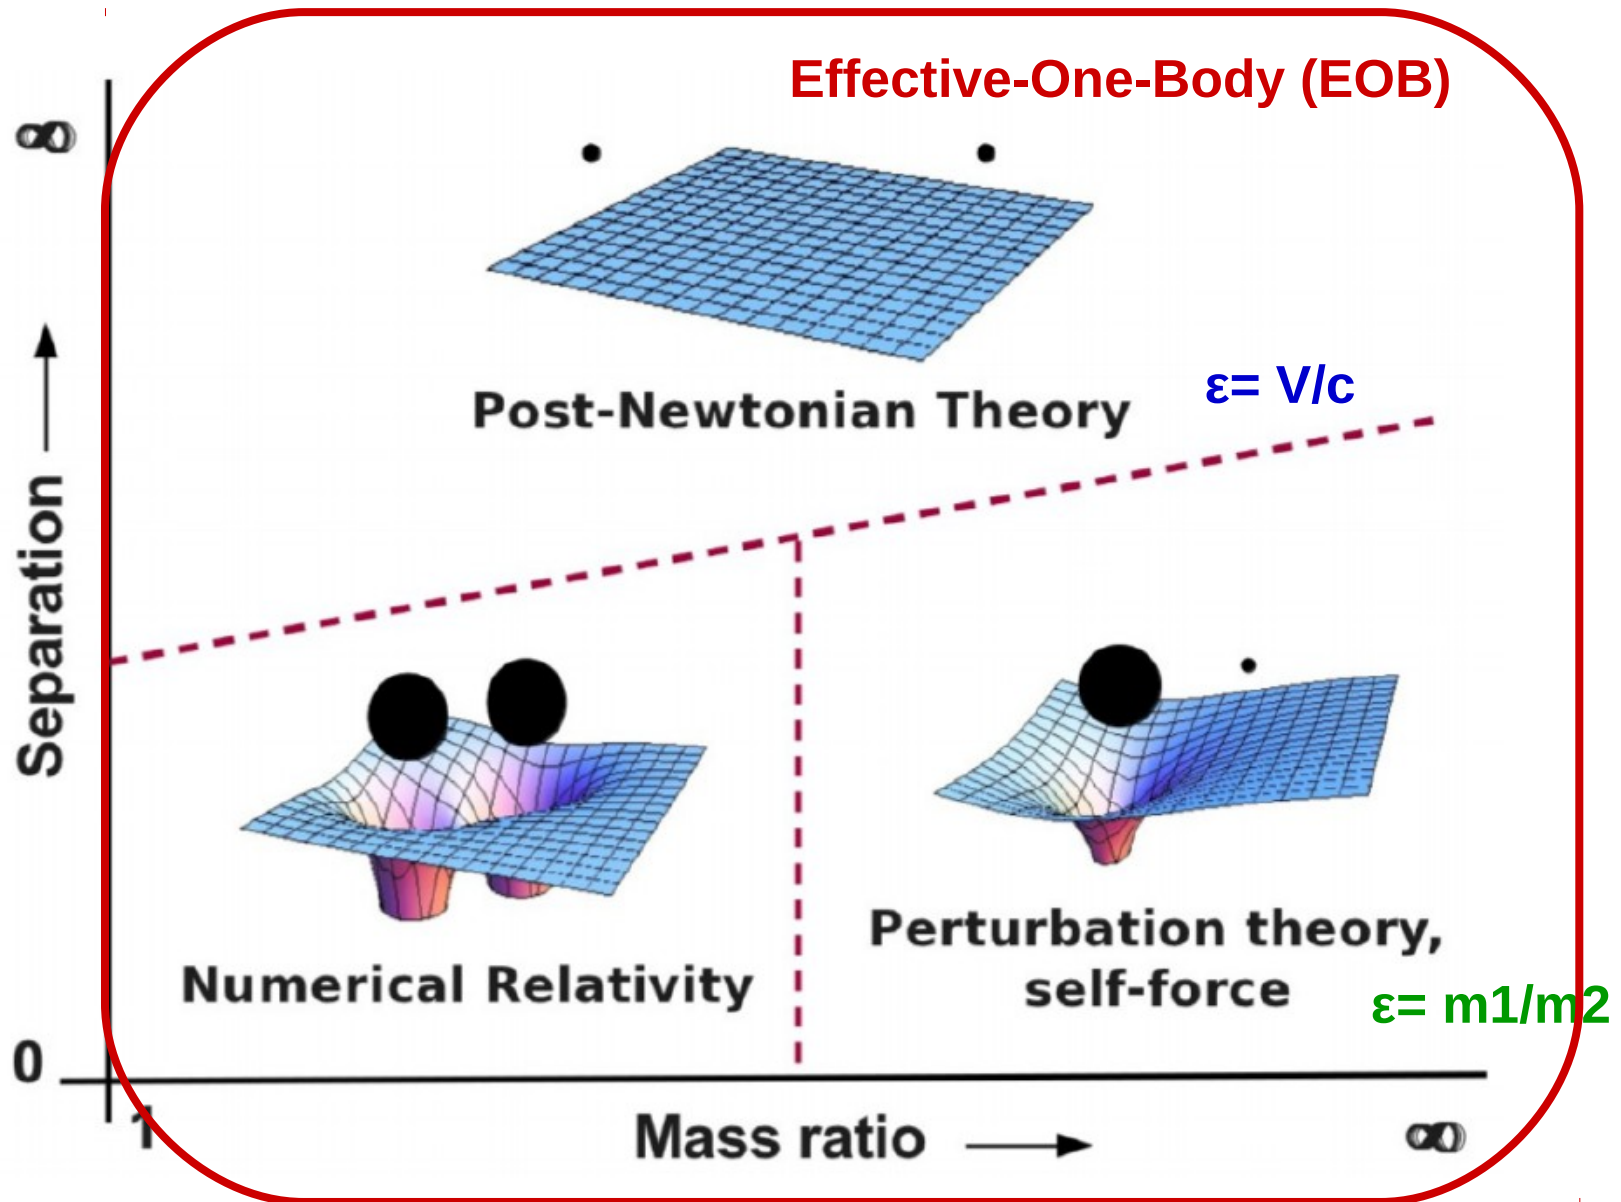 Effective-One-Body (EOB)
∞
Post-Newtonian Theory
ε= V/c
Separation
Numerical Relativity
Perturbation theory,
self-force
ε= m1/m2
0
1
Mass ratio
∞